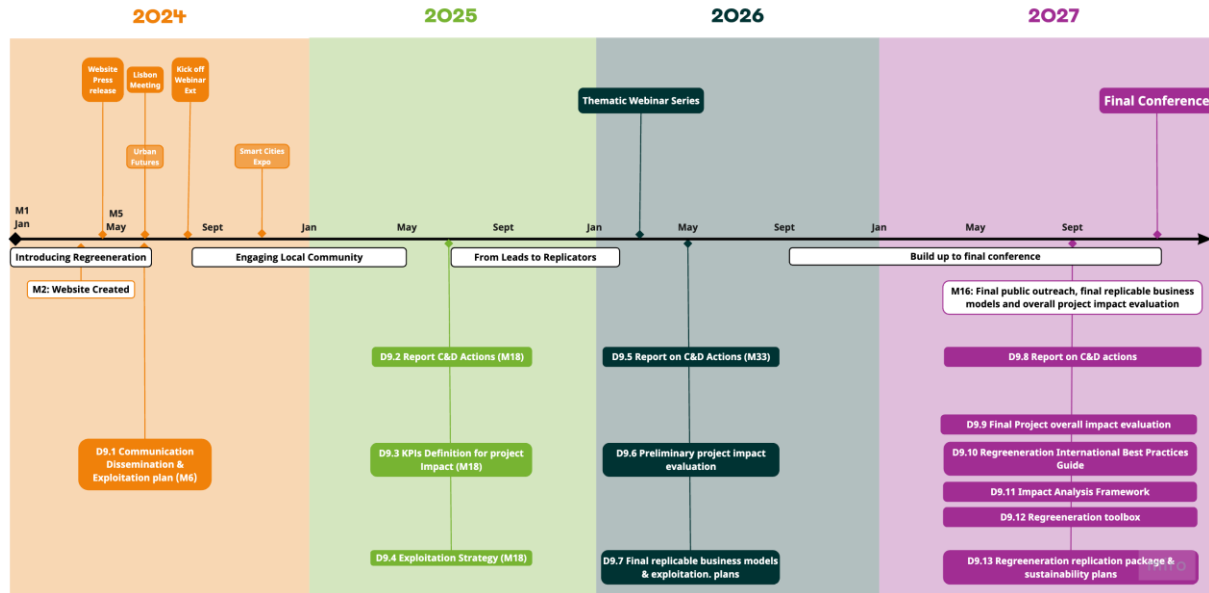 2024
2025
2026
2027
Website
Press
release
Lisbon
Meeting
Kick off
Webinar
Ext
Urban
Futures
Smart Cities
Expo
Thematic Webinar Series
Final Conference
M1
Jan
M5
May
Sept
Jan
May
Sept
Jan
May
Sept
Jan
May
Sept
Introducing Regreeneration
Engaging Local Community
From Leads to Replicators
Build up to final conference
M2: Website Created
M16: Final public outreach, final replicable business
models and overall project impact evaluation
D9.2 Report C&D Actions (M18)
D9.5 Report on C&D Actions (M33)
D9.8 Report on C&D actions
D9.9 Final Project overall impact evaluation
D9.1 Communication
Dissemination &
Exploitation plan (M6)
D9.3 KPIs Definition for project
Impact (M18)
D9.6 Preliminary project impact
evaluation
D9.10 Regreeneration International Best Practices
Guide
D9.11 Impact Analysis Framework
D9.12 Regreeneration toolbox
D9.4 Exploitation Strategy (M18)
D9.7 Final replicable business models
& exploitation. plans
D9.13 Regreeneration replication package &
sustainability plans
miro